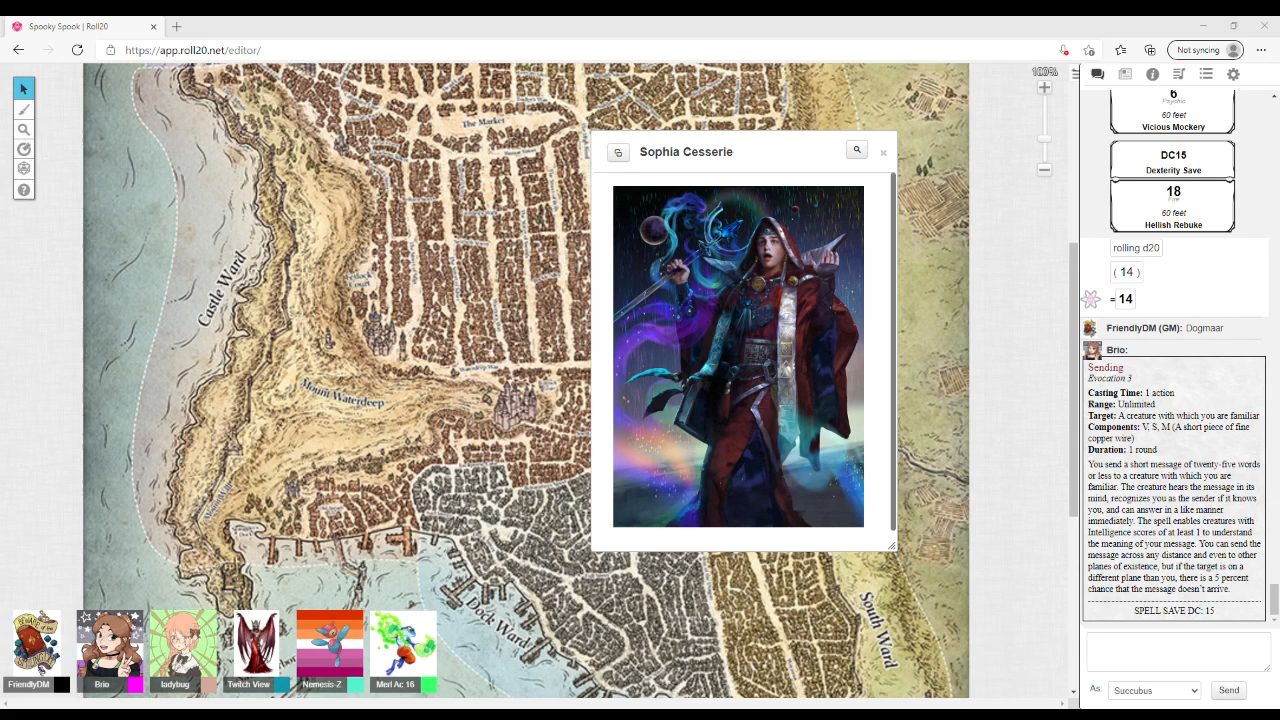 Spooky Spook | Roll20
https://app.roll20.net/editor/
Not syncing
100%
The Market
Castle Ward
Mount Waterdeep
Dock Ward
South Ward
Sophia Cesserie
6
Psychic
60 feet
Vicious Mockery
DC15
Dexterity Save
18
Fire
60 feet
Hellish Rebuke
rolling d20
( 14 )
= 14
FriendlyDM (GM): Dogmaar
Brio:
Sending
Evocation 3
Casting Time: 1 action
Range: Unlimited
Target: A creature with which you are familiar
Components: V, S, M (A short piece of fine
copper wire)
Duration: 1 round
You send a short message of twenty-five words
or less to a creature with which you are
familiar. The creature hears the message in its
mind, recognizes you as the sender if it knows
you, and can answer in a like manner
immediately. The spell enables creatures with
Intelligence scores of at least 1 to understand
the meaning of your message. You can send the
message across any distance and even to other
planes of existence, but if the target is on a
different plane than you, there is a 5 percent
chance that the message doesn't arrive.
SPELL SAVE DC: 15
As:
Succubus
Send
FriendlyDM
Brio
ladybug
Twitch View
Nemesis-Z
Merl Ac 16